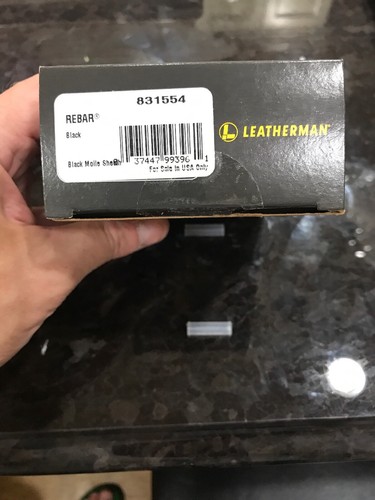 831554
REBAR®
Black
Black Molle Sheath
37447 99396 1
For Sale in USA Only
LEATHERMAN